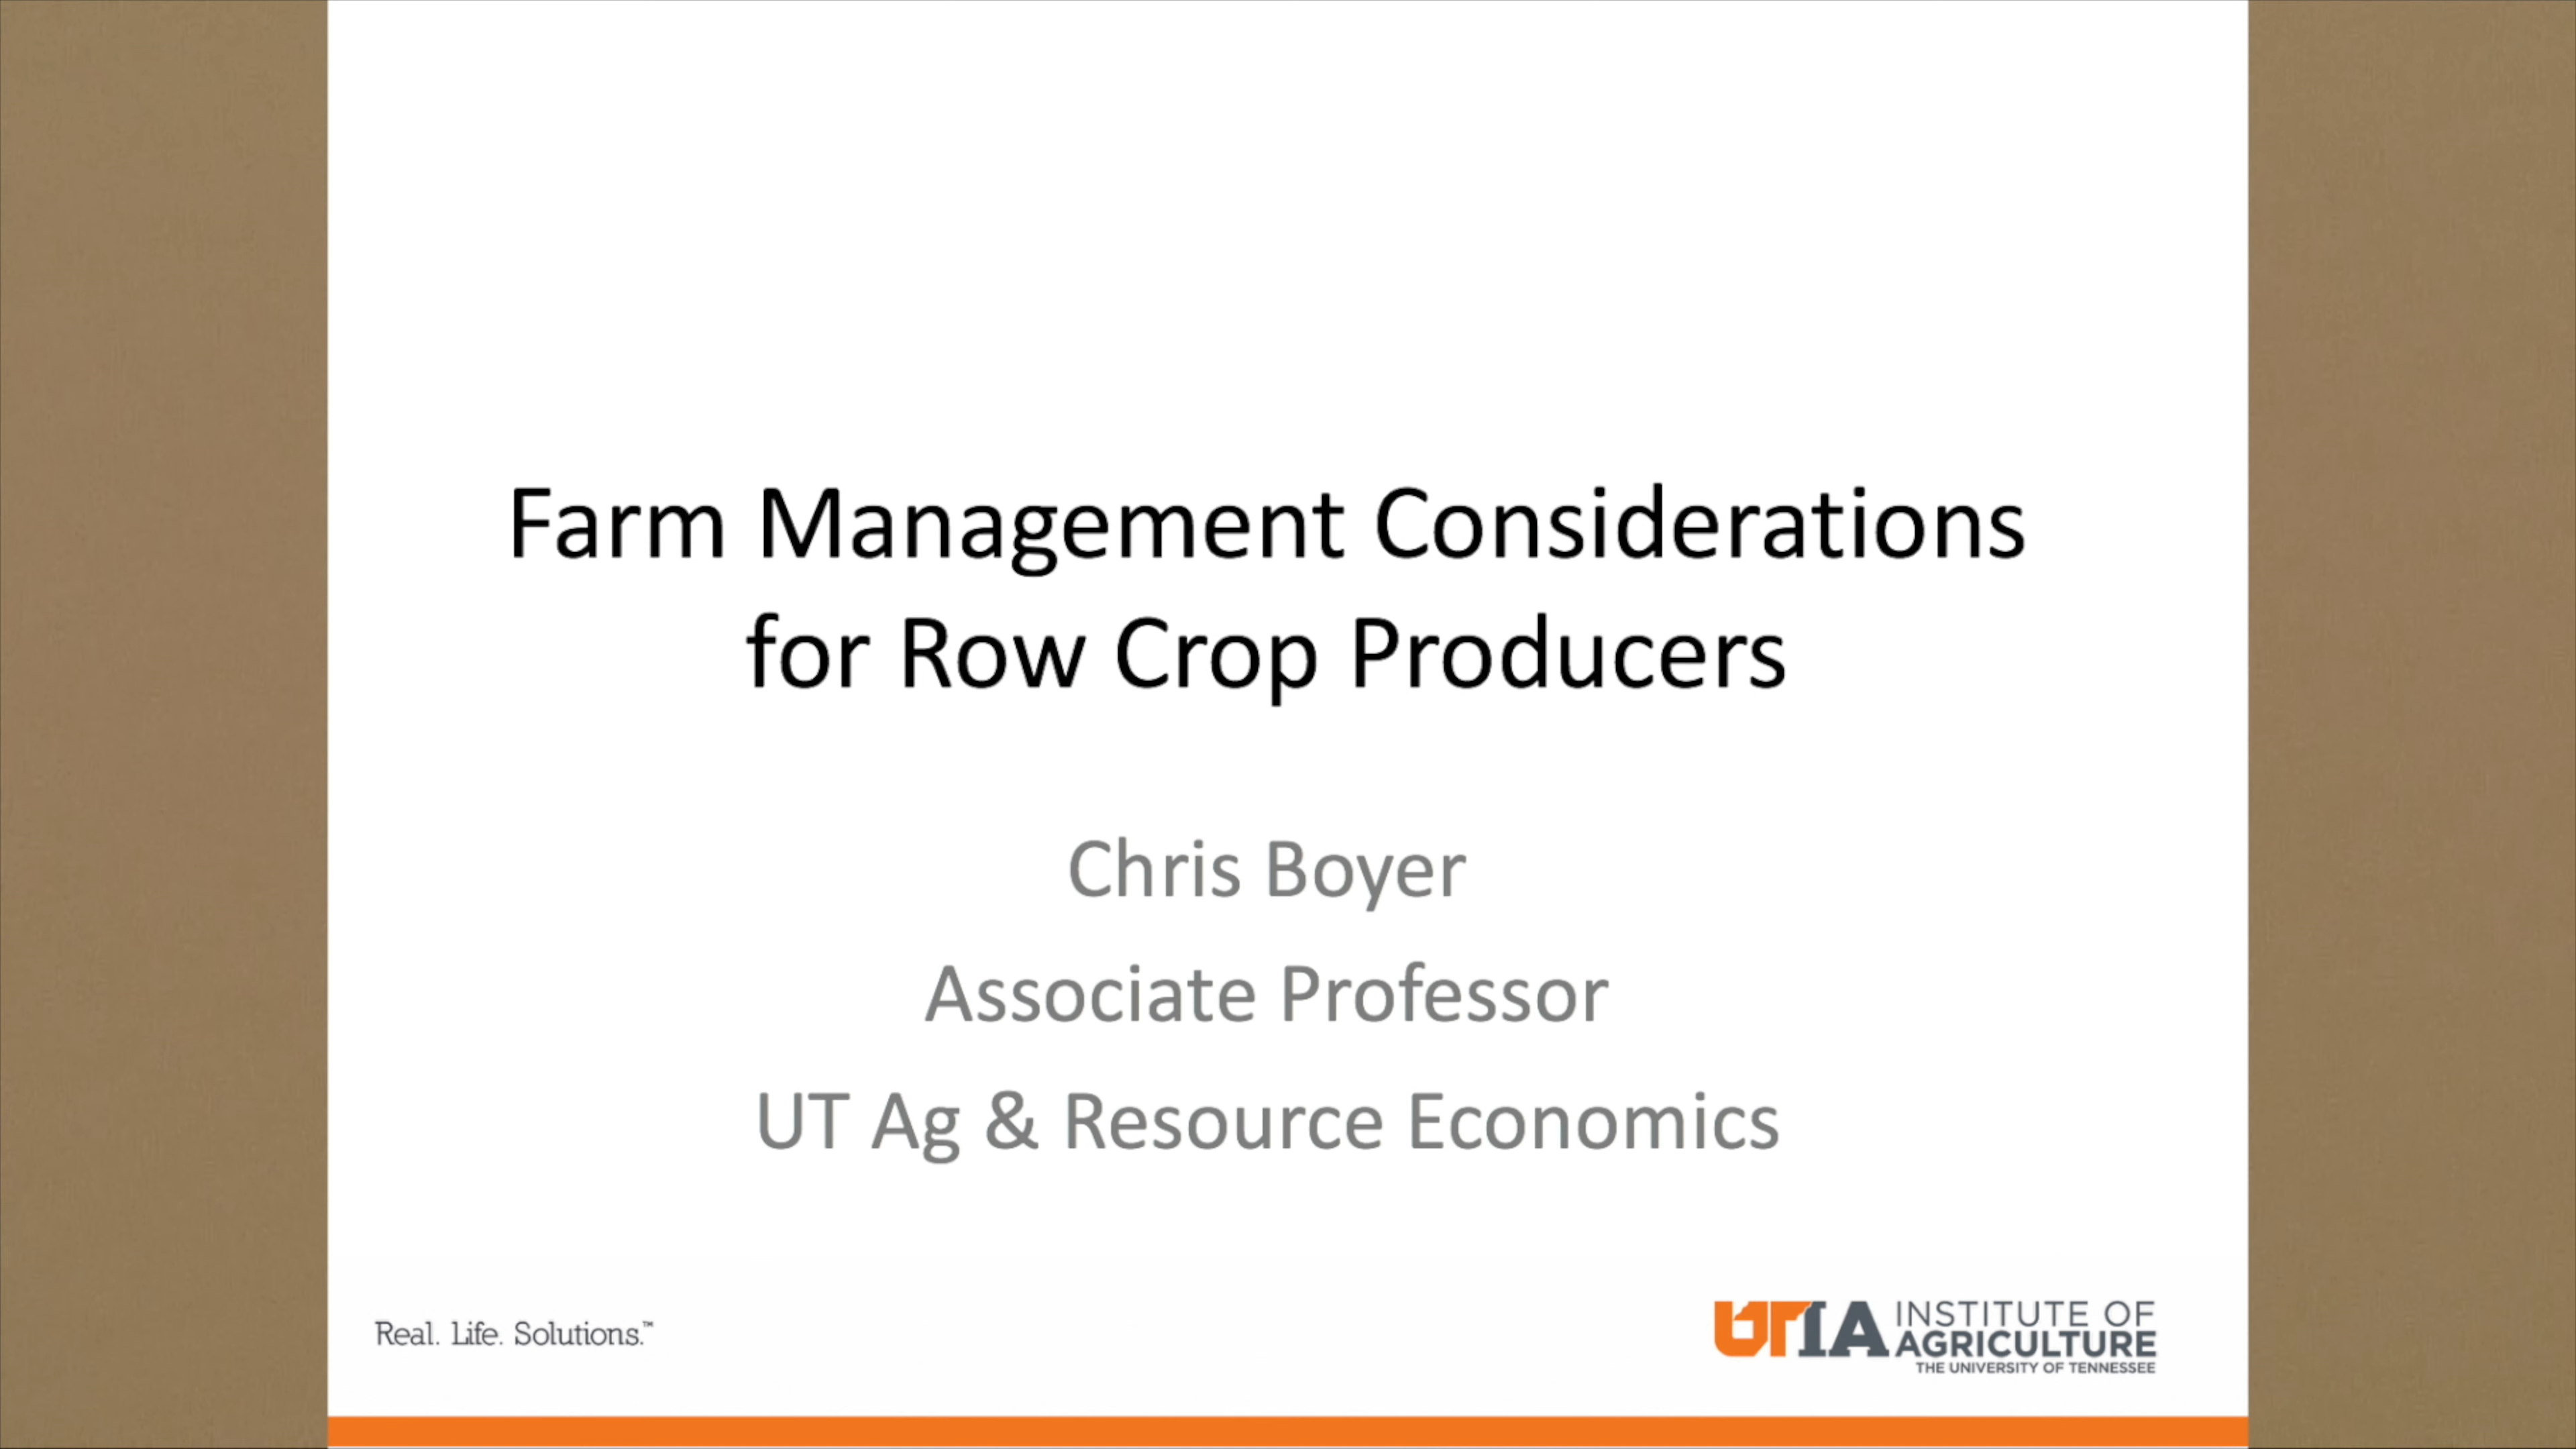 Farm Management Considerations
for Row Crop Producers
Chris Boyer
Associate Professor
UT Ag & Resource Economics
Real. Life. Solutions.™
UTIA INSTITUTE OF
AGRICULTURE
THE UNIVERSITY OF TENNESSEE